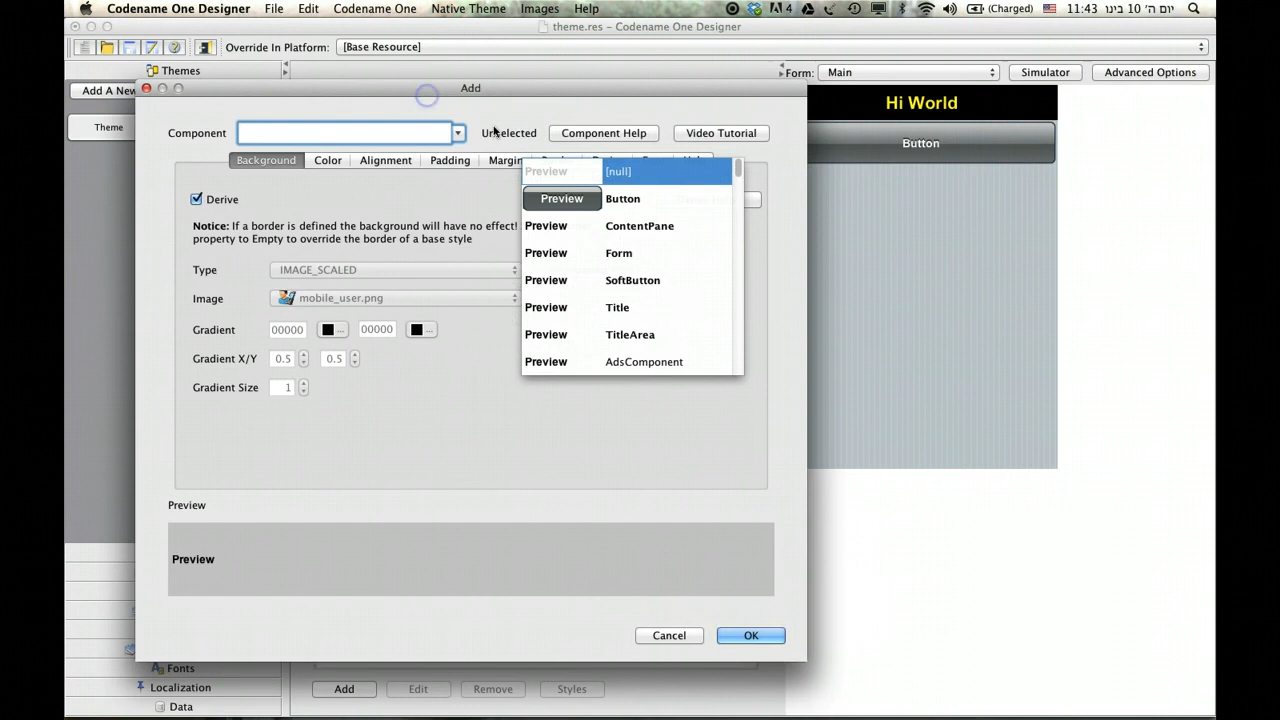 Codename One Designer File Edit Codename One Native Theme Images Help 4 (Charged) 11:43 יום ה׳ 10 בינו
theme.res – Codename One Designer
Override In Platform: [Base Resource]
Themes
Form: Main Simulator Advanced Options
Add A New
Add
Theme
Hi World
Button
Component Unselected Component Help Video Tutorial
Background Color Alignment Padding Margin
Derive
Notice: If a border is defined the background will have no effect!
property to Empty to override the border of a base style
Type IMAGE_SCALED
Image mobile_user.png
Gradient 00000 ... 00000 ...
Gradient X/Y 0.5 0.5
Gradient Size 1
Preview [null]
Preview Button
Preview ContentPane
Preview Form
Preview SoftButton
Preview Title
Preview TitleArea
Preview AdsComponent
Preview
Preview
Cancel OK
Fonts
Localization
Data
Add Edit Remove Styles